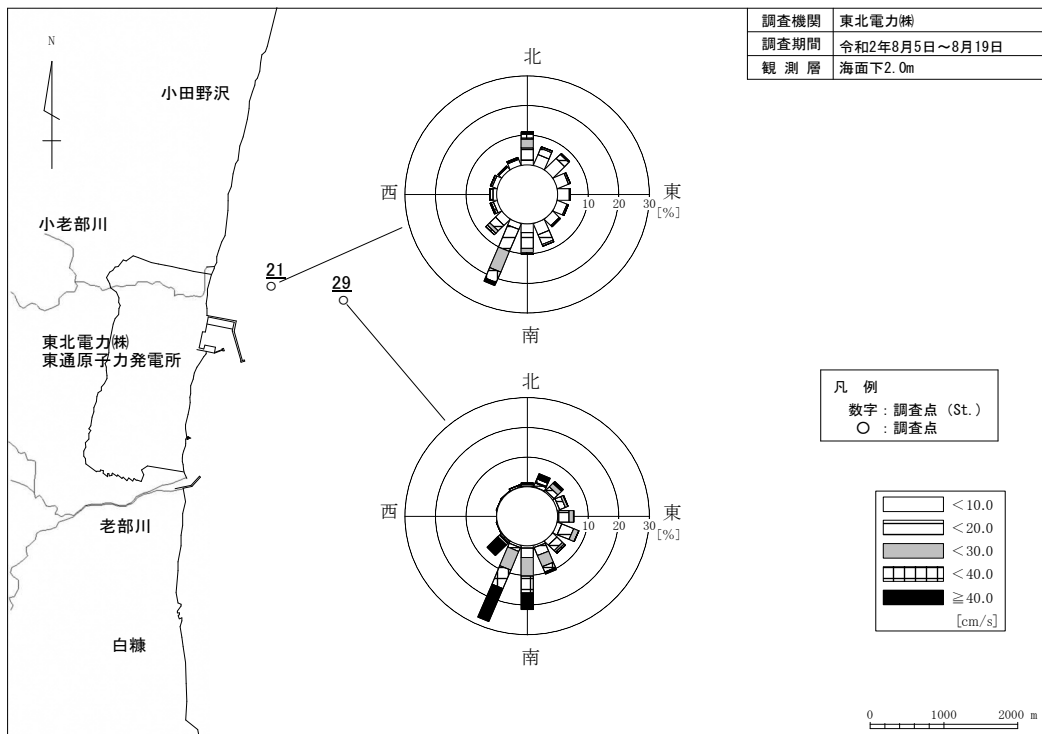 調査機関 東北電力㈱
調査期間 令和2年8月5日～8月19日
観測層 海面下2.0m
N
小田野沢
小老部川
21
29
東北電力㈱
東通原子力発電所
老部川
白糠
北
西
東
10 20 30
[%]
南
北
西
東
10 20 30
[%]
南
凡 例
数字：調査点 (St.)
○ ：調査点
＜10.0
＜20.0
＜30.0
＜40.0
≧40.0
[cm/s]
0 1000 2000 m